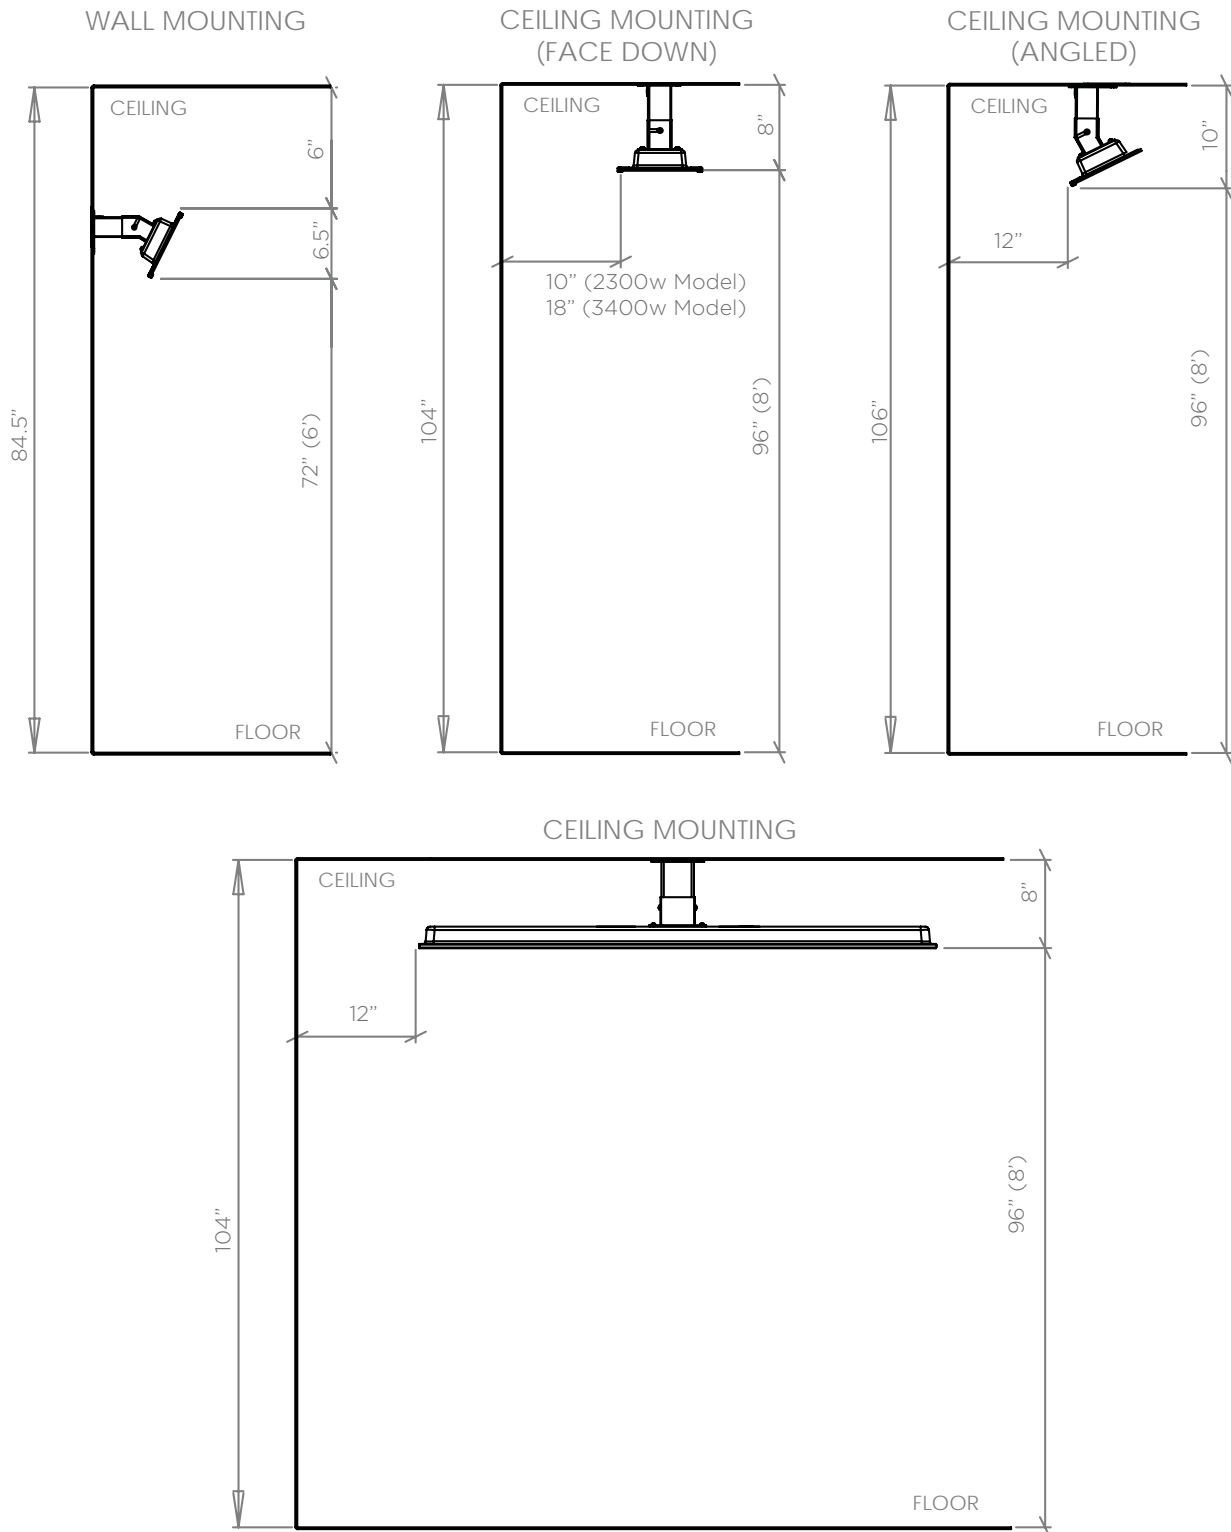 WALL MOUNTING
CEILING
6”
6.5”
84.5”
72” (6’)
FLOOR
CEILING MOUNTING
(FACE DOWN)
CEILING
8”
10” (2300w Model)
18” (3400w Model)
104”
96” (8’)
FLOOR
CEILING MOUNTING
(ANGLED)
CEILING
10”
12”
106”
96” (8’)
FLOOR
CEILING MOUNTING
CEILING
8”
12”
104”
96” (8’)
FLOOR